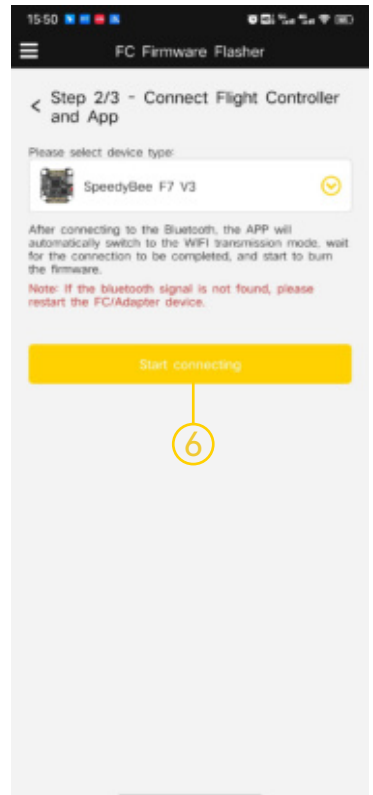 15:50
FC Firmware Flasher
Step 2/3 - Connect Flight Controller
and App
Please select device type:
SpeedyBee F7 V3
After connecting to the Bluetooth, the APP will
automatically switch to the WIFI transmission mode, wait
for the connection to be completed, and start to burn
the firmware.
Note: If the bluetooth signal is not found, please
restart the FC/Adapter device.
Start connecting
6